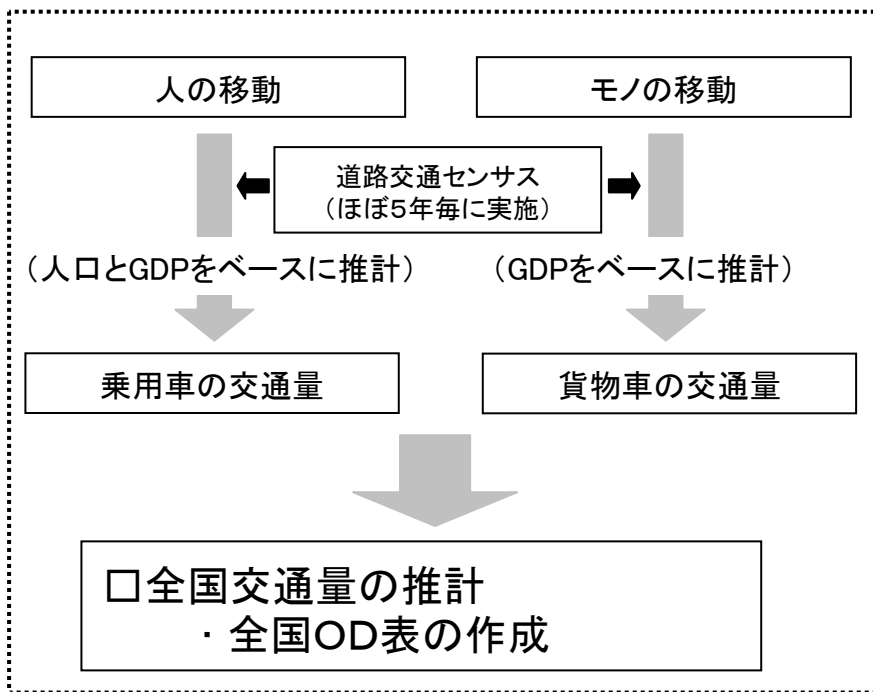 人の移動
モノの移動
道路交通センサス
（ほぼ５年毎に実施）
（人口とGDPをベースに推計）
（GDPをベースに推計）
乗用車の交通量
貨物車の交通量
□全国交通量の推計
・全国ＯＤ表の作成